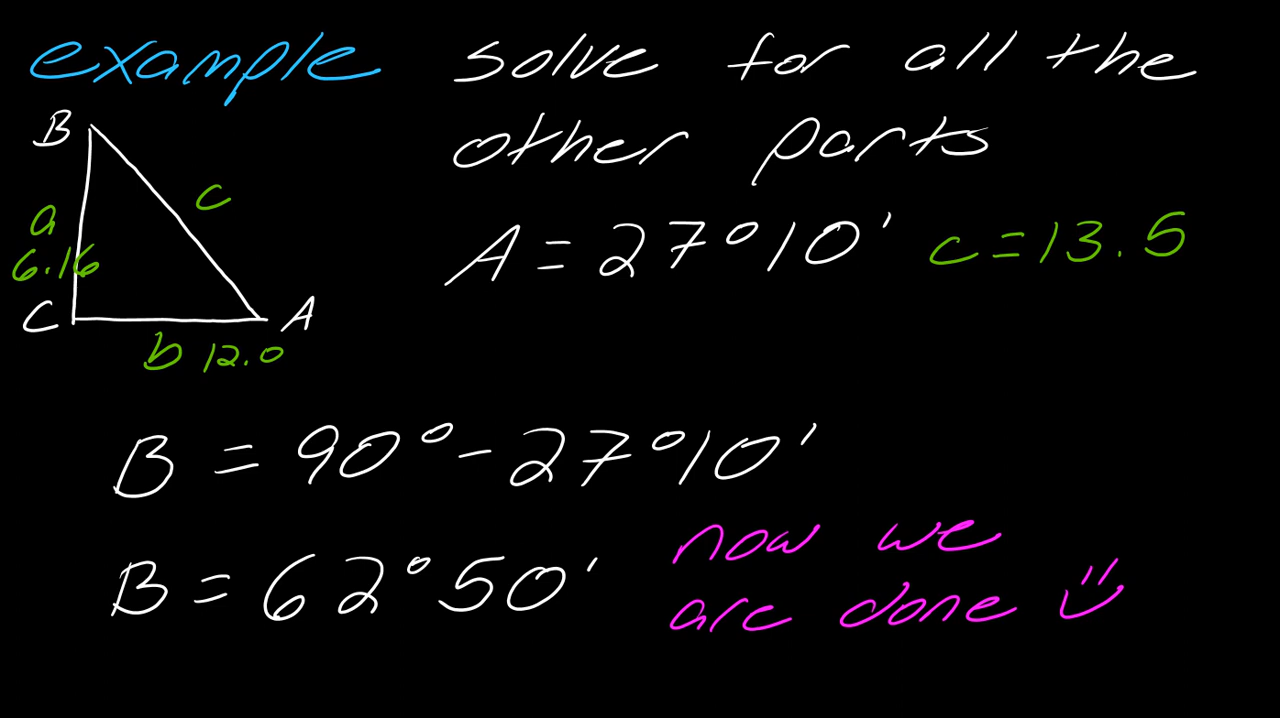 example solve for all the
other parts
B
c
a
A = 27°10' c = 13.5
6.16
C A
b 12.0
B = 90° - 27°10'
now we
B = 62°50'
are done